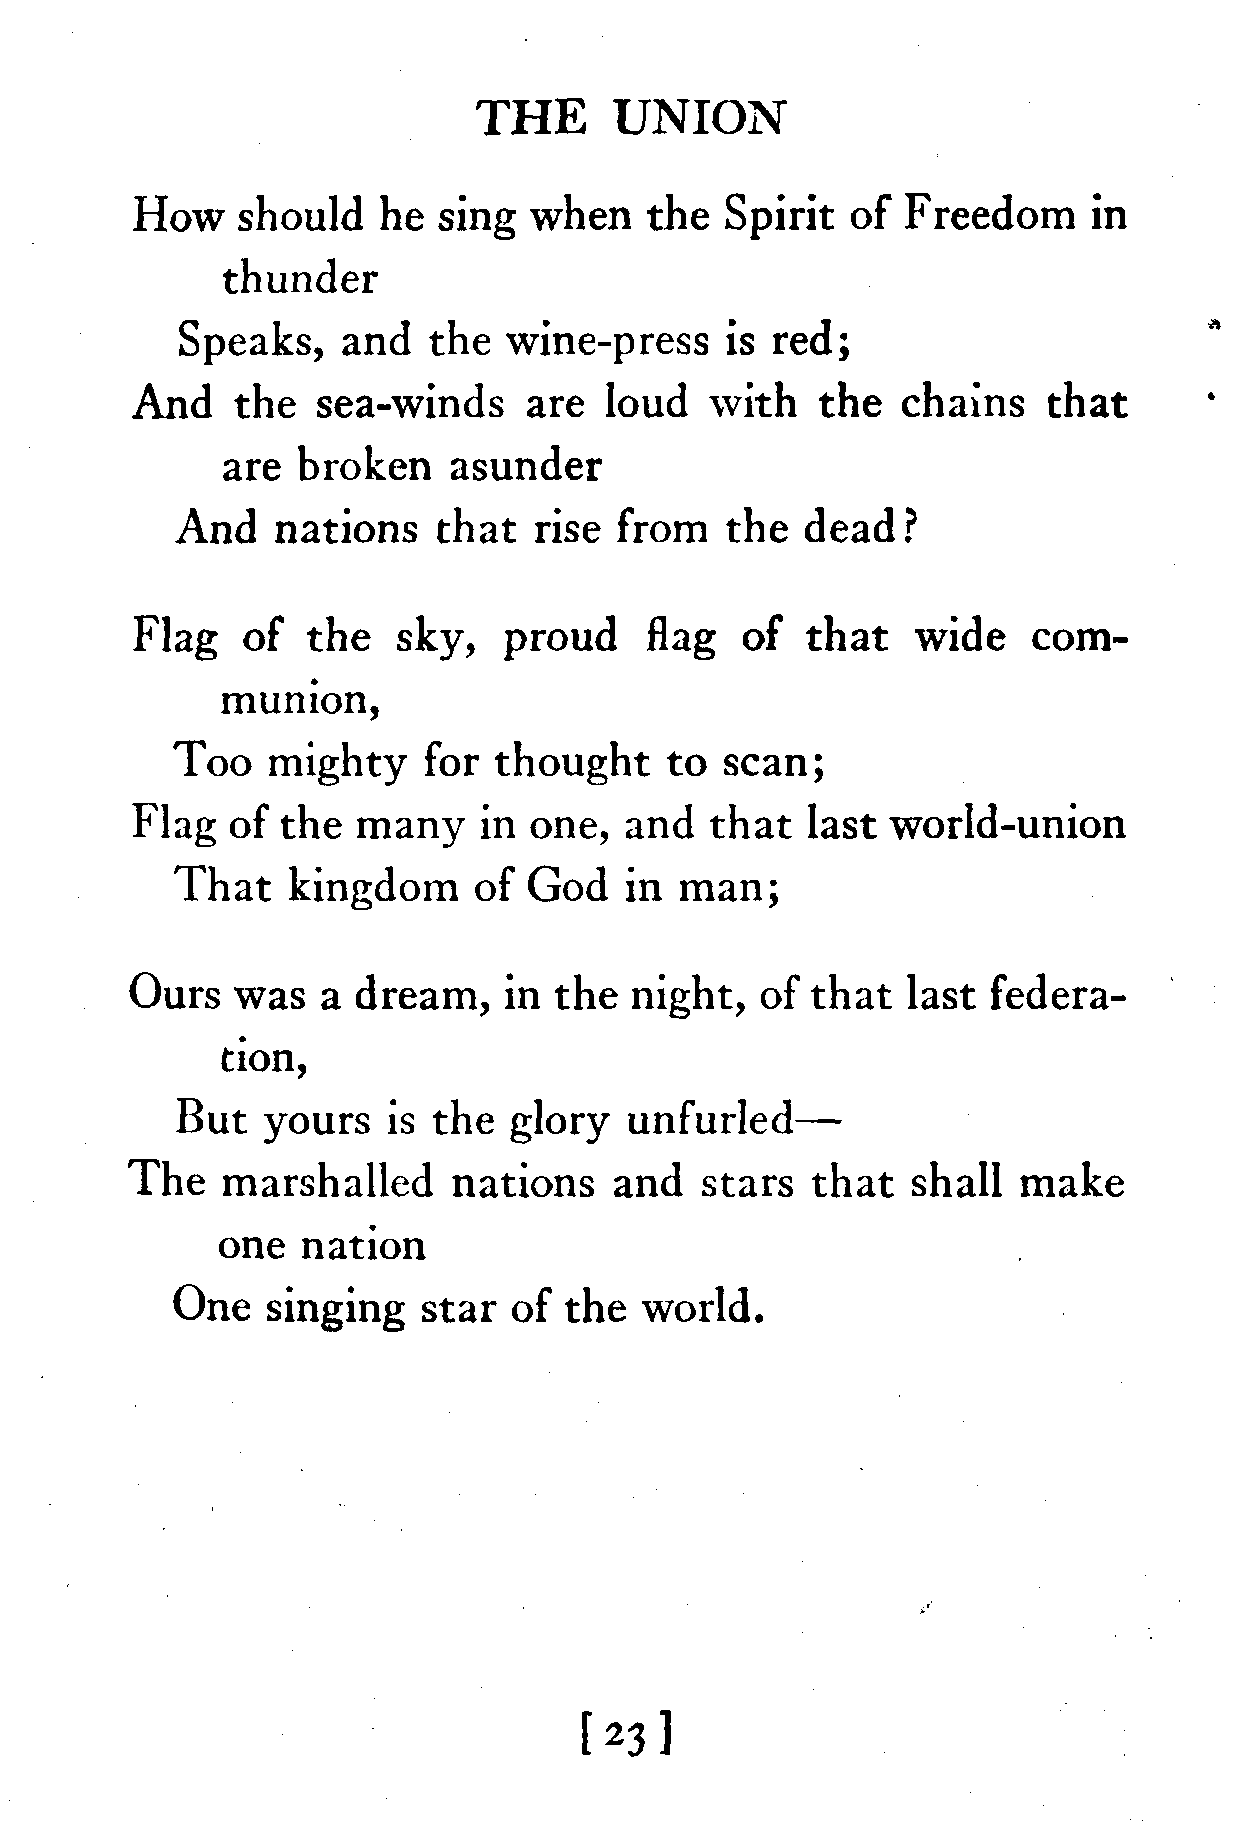 THE UNION
How should he sing when the Spirit of Freedom in
thunder
Speaks, and the wine-press is red;
And the sea-winds are loud with the chains that
are broken asunder
And nations that rise from the dead?
Flag of the sky, proud flag of that wide com-
munion,
Too mighty for thought to scan;
Flag of the many in one, and that last world-union
That kingdom of God in man;
Ours was a dream, in the night, of that last federa-
tion,
But yours is the glory unfurled—
The marshalled nations and stars that shall make
one nation
One singing star of the world.
[ 23 ]